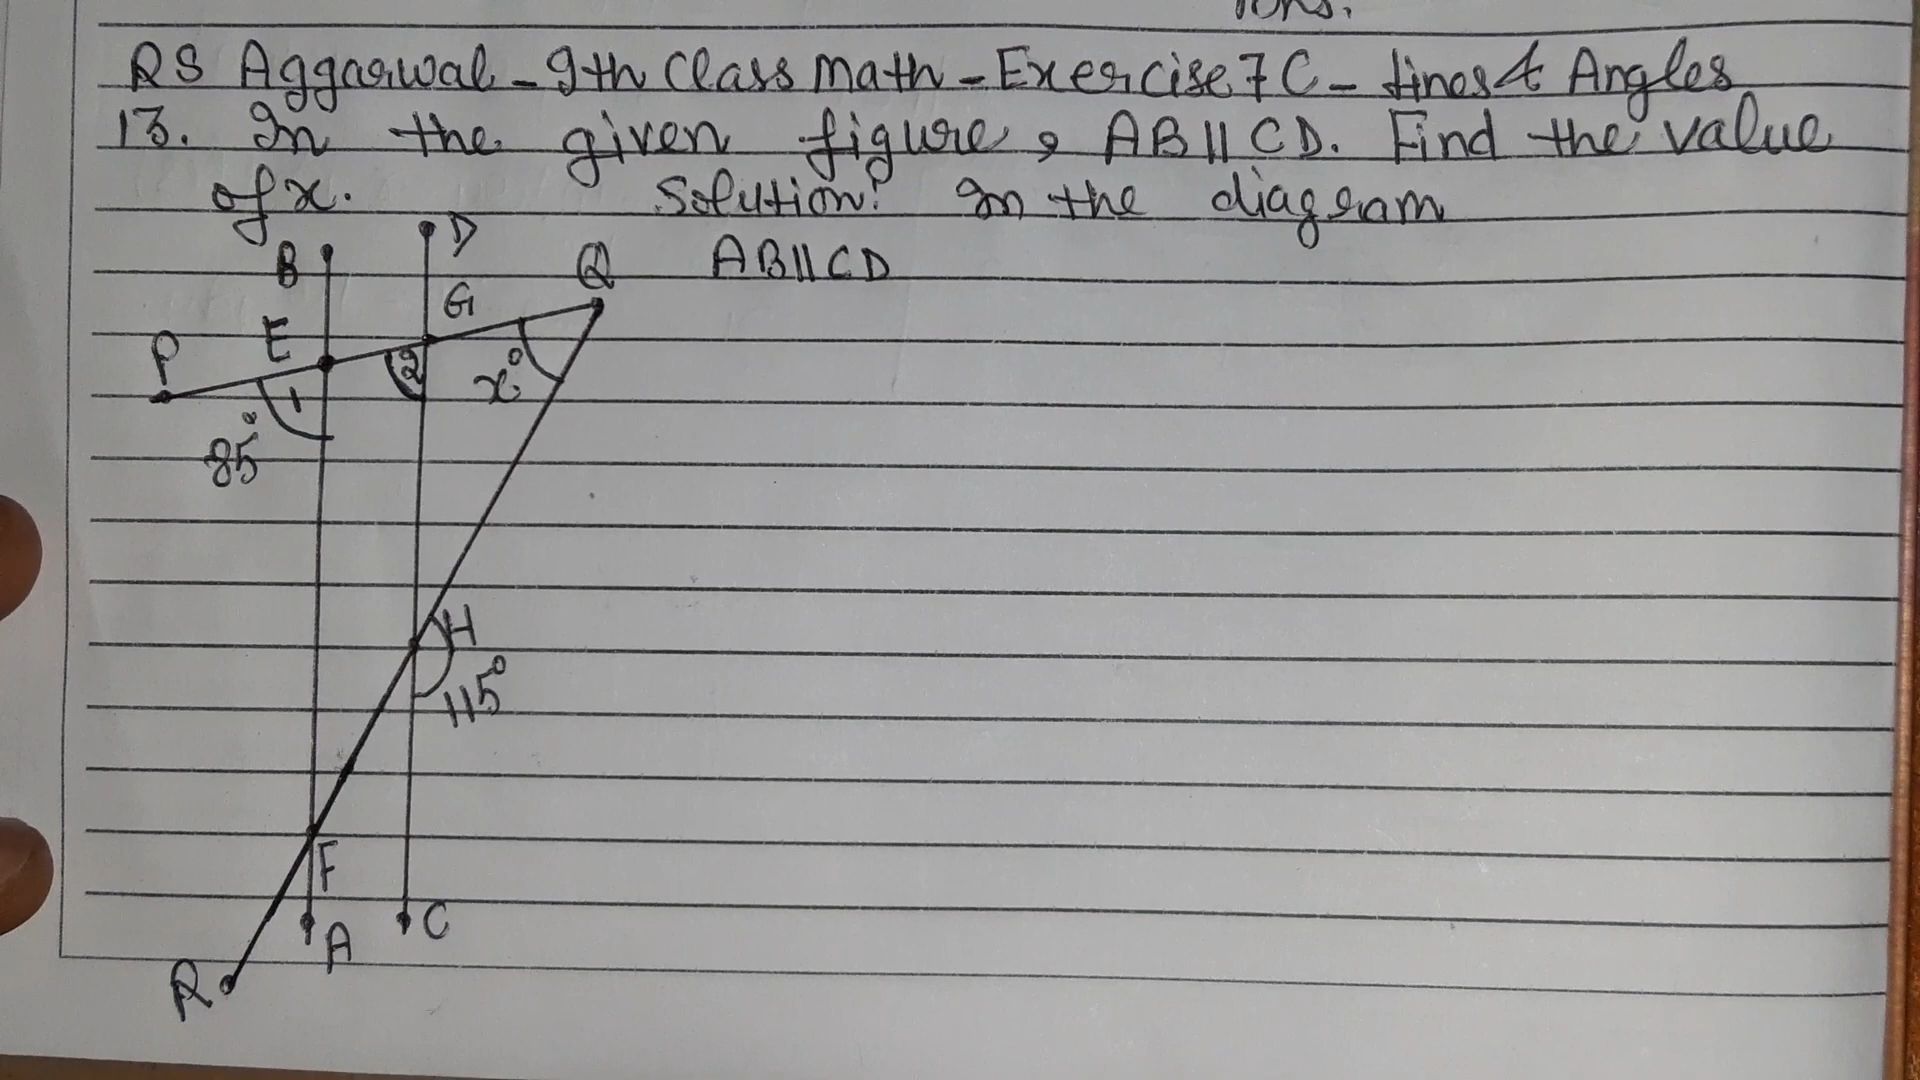 ions.
RS Aggarwal - 9th Class math - Exercise 7C - Lines & Angles
13. In the given figure, AB || CD. Find the value
of x. Solution: In the diagram
AB || CD
D
B
Q
G
E
P
1
2
x°
85°
H
115°
F
A
C
R